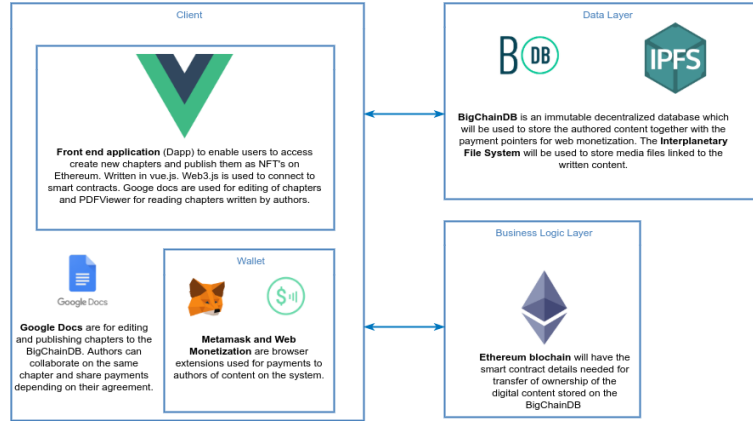 Client
Front end application (Dapp) to enable users to access
create new chapters and publish them as NFT's on
Ethereum. Written in vue.js. Web3.js is used to connect to
smart contracts. Googe docs are used for editing of chapters
and PDFViewer for reading chapters written by authors.
Google Docs
Google Docs are for editing
and publishing chapters to the
BigChainDB. Authors can
collaborate on the same
chapter and share payments
depending on their agreement.
Wallet
$
Metamask and Web
Monetization are browser
extensions used for payments to
authors of content on the system.
Data Layer
B DB
IPFS
BigChainDB is an immutable decentralized database which
will be used to store the authored content together with the
payment pointers for web monetization. The Interplanetary
File System will be used to store media files linked to the
written content.
Business Logic Layer
Ethereum blochain will have the
smart contract details needed for
transfer of ownership of the
digital content stored on the
BigChainDB